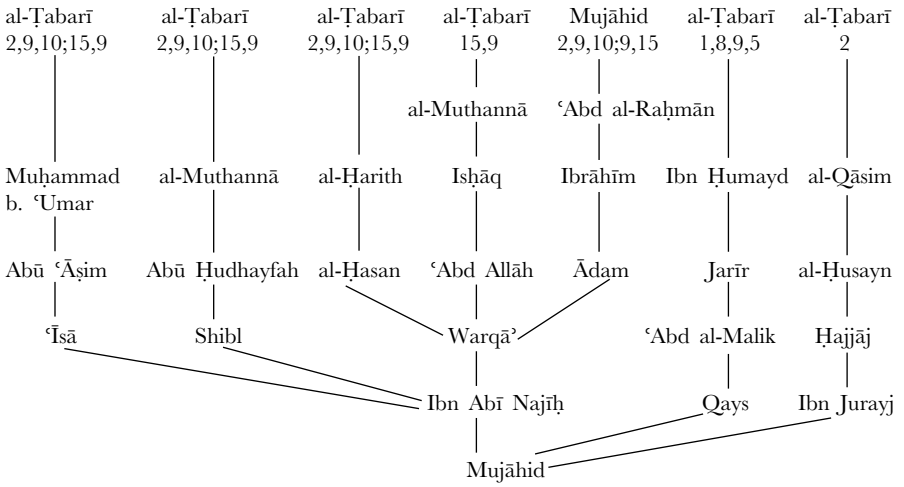 al-Ṭabarī al-Ṭabarī al-Ṭabarī al-Ṭabarī Mujāhid al-Ṭabarī al-Ṭabarī
2,9,10;15,9 2,9,10;15,9 2,9,10;15,9 15,9 2,9,10;9,15 1,8,9,5 2
al-Muthannā ʿAbd al-Raḥmān
Muḥammad al-Muthannā al-Ḥarith Isḥāq Ibrāhīm Ibn Ḥumayd al-Qāsim
b. ʿUmar
Abū ʿĀṣim Abū Ḥudhayfah al-Ḥasan ʿAbd Allāh Ādam Jarīr al-Ḥusayn
ʿĪsā Shibl Warqāʾ ʿAbd al-Malik Ḥajjāj
Ibn Abī Najīḥ Qays Ibn Jurayj
Mujāhid